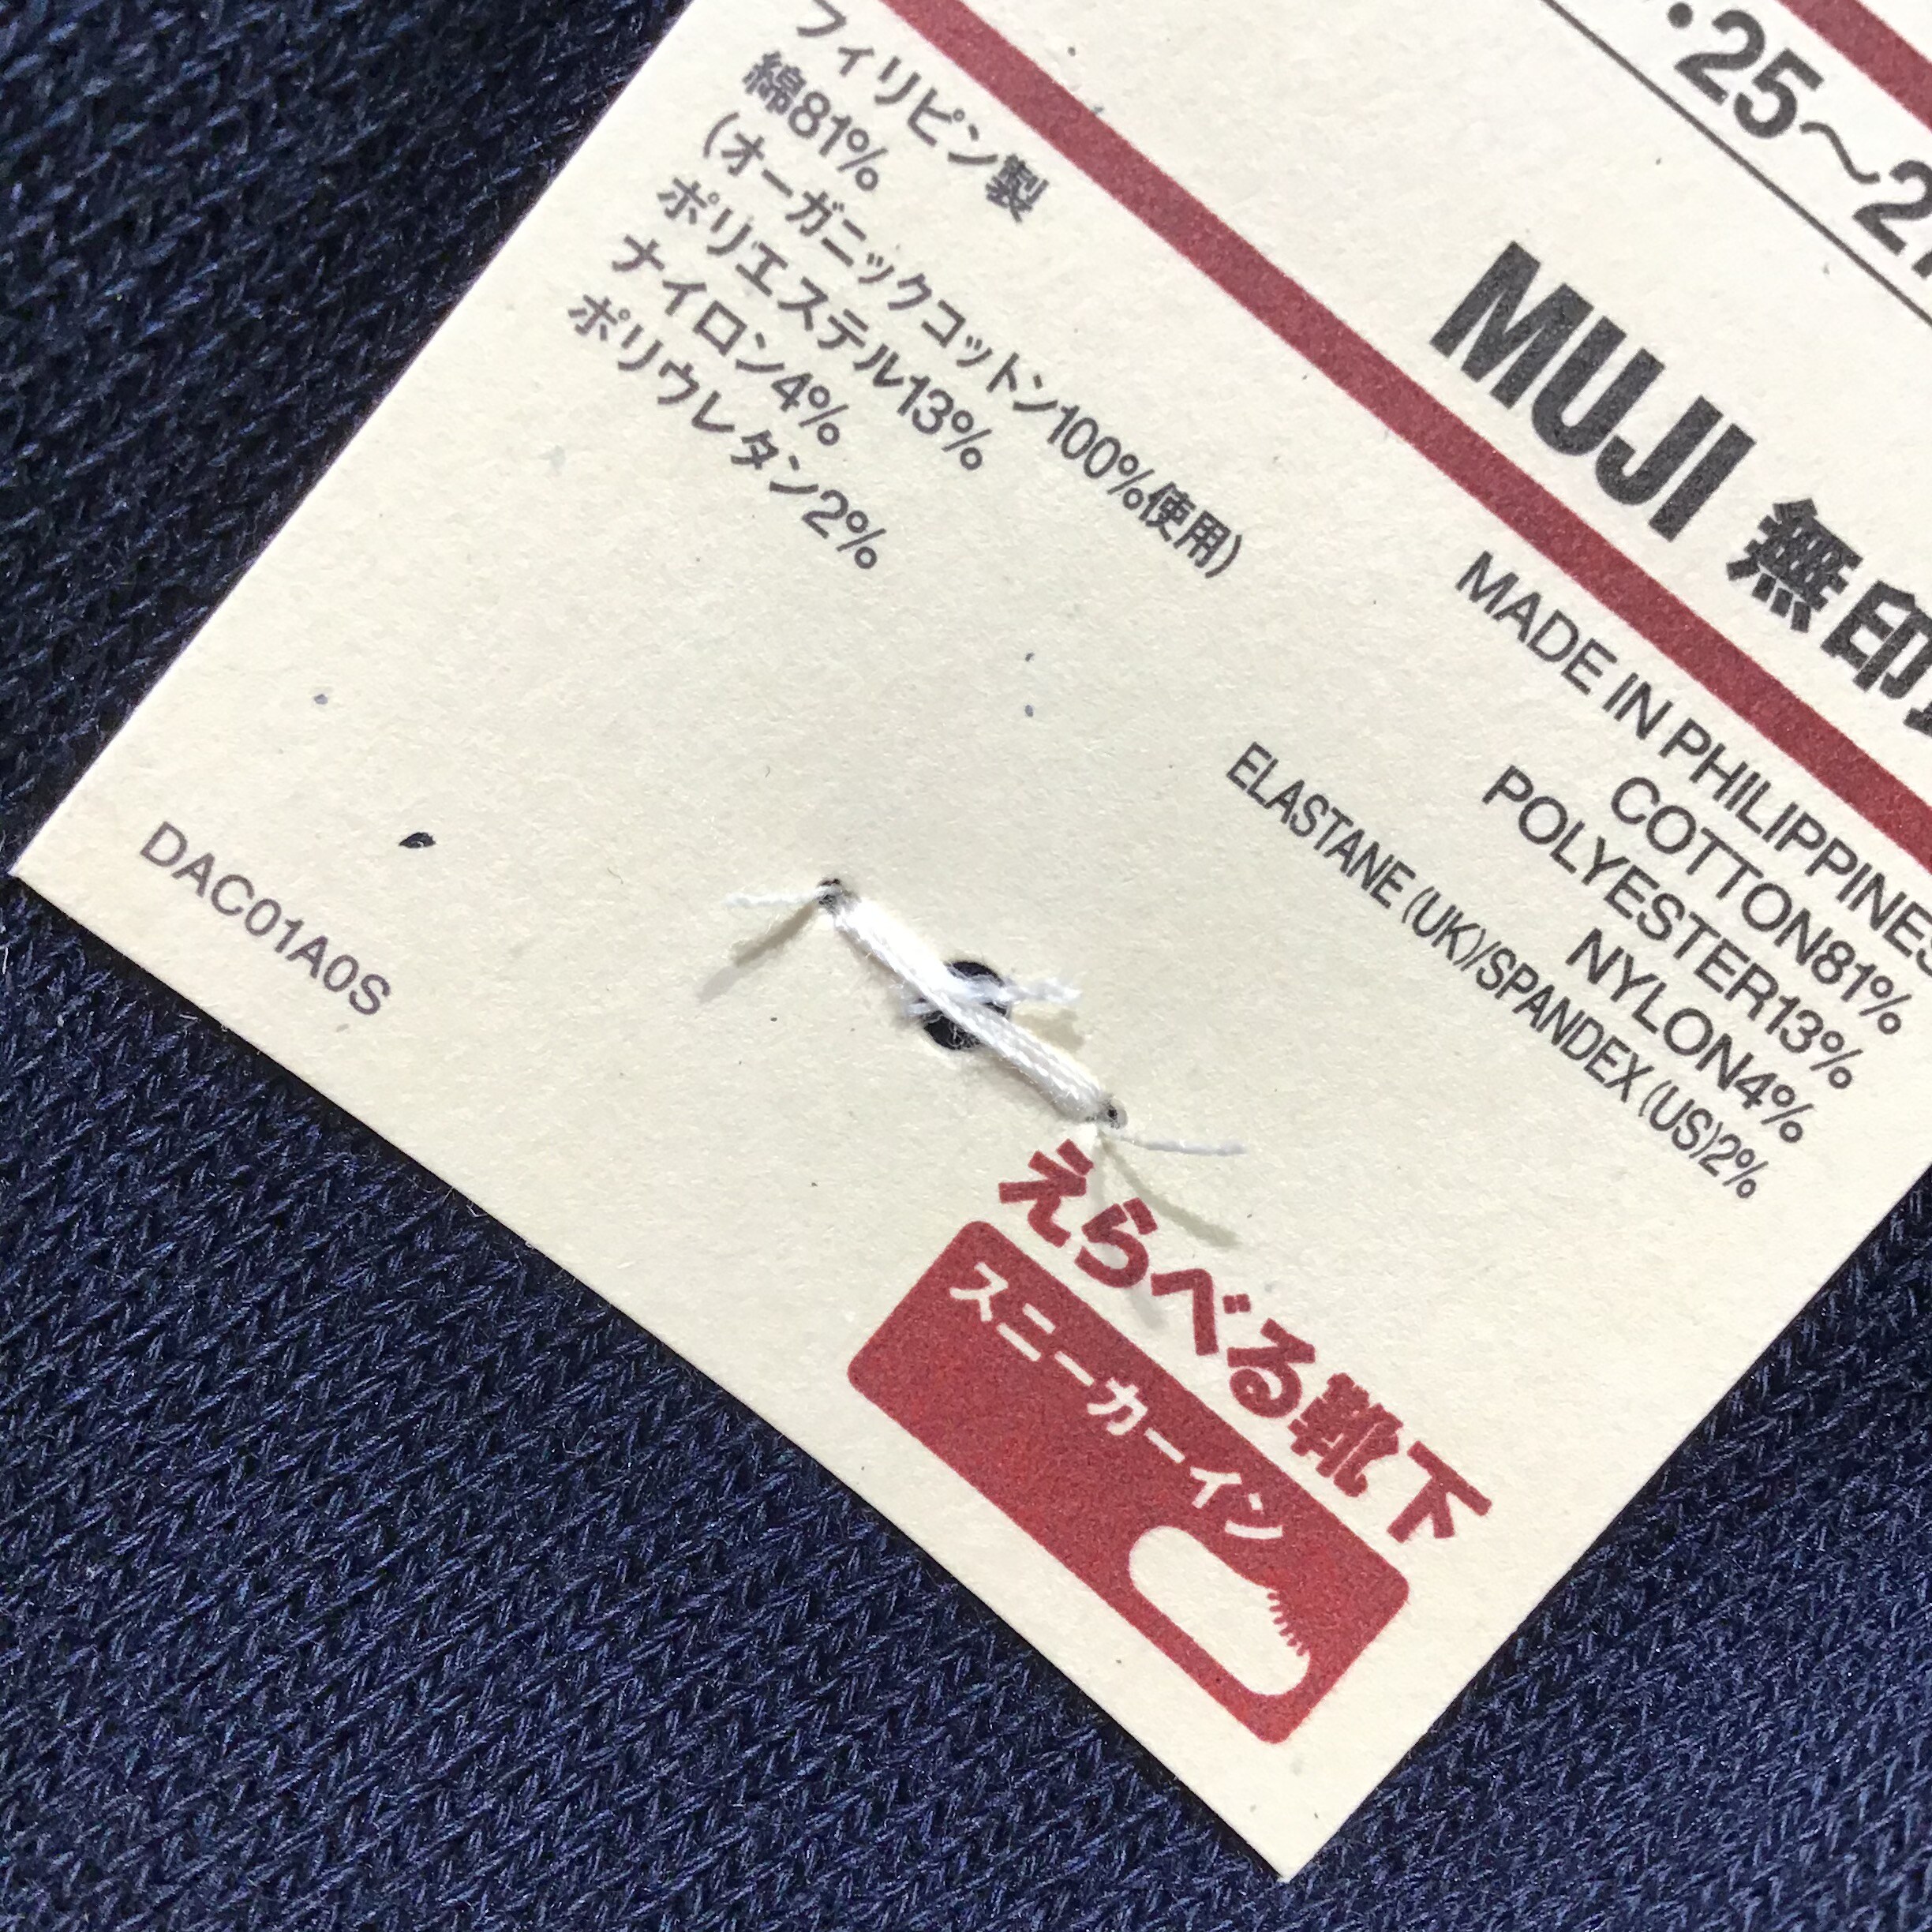 25～2
MUJI 無印
フィリピン製
綿81%
(オーガニックコットン100%使用)
ポリエステル13%
ナイロン4%
ポリウレタン2%
MADE IN PHILIPPINES
COTTON81%
POLYESTER13%
NYLON4%
ELASTANE (UK)/SPANDEX (US)2%
DAC01A0S
えらべる靴下
スニーカーイン